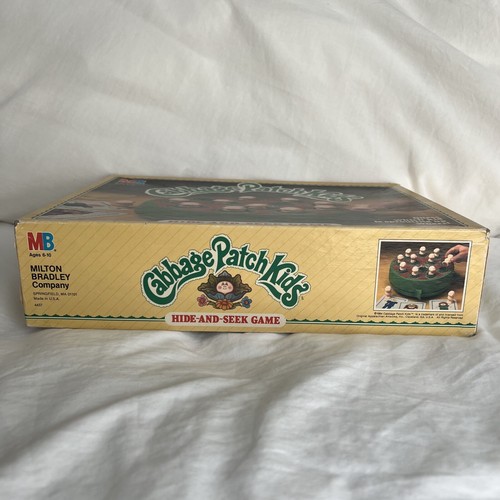 Cabbage Patch Kids
MB
Ages 6-10
MILTON
BRADLEY
Company
SPRINGFIELD, MA 01101
Made in U.S.A.
Cabbage Patch Kids
HIDE-AND-SEEK GAME